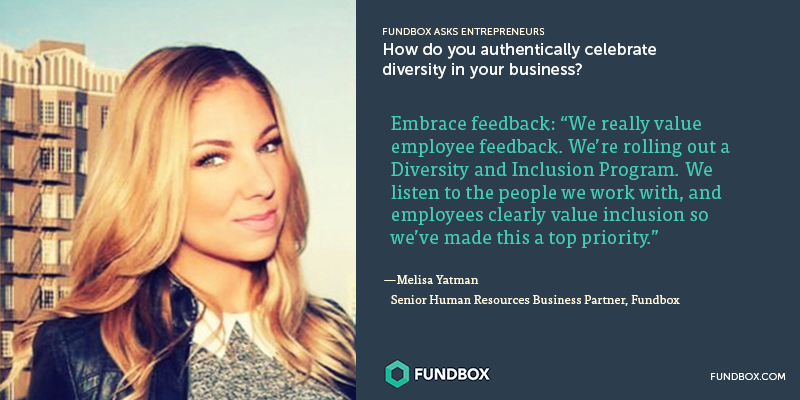 FUNDBOX ASKS ENTREPRENEURS
How do you authentically celebrate
diversity in your business?
Embrace feedback: “We really value
employee feedback. We’re rolling out a
Diversity and Inclusion Program. We
listen to the people we work with, and
employees clearly value inclusion so
we’ve made this a top priority.”
—Melisa Yatman
Senior Human Resources Business Partner, Fundbox
FUNDBOX
FUNDBOX.COM